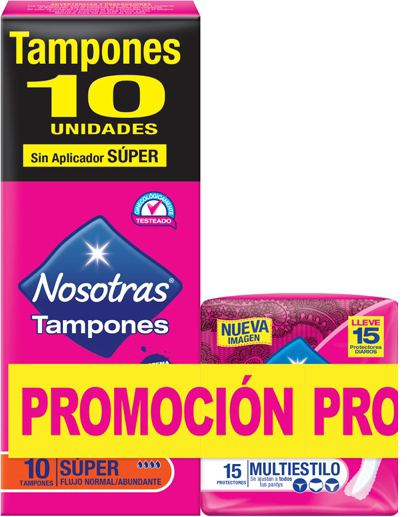 Tampones
10
UNIDADES
Sin Aplicador SÚPER
GINECOLÓGICAMENTE
TESTEADO
Nosotras®
Tampones
NUEVA
IMAGEN
LLEVE
15
Protectores
DIARIOS
PROMOCIÓN PRO
10
TAMPONES
SÚPER
FLUJO NORMAL/ABUNDANTE
15
PROTECTORES
MULTIESTILO
Se ajustan a todos
tus pantys